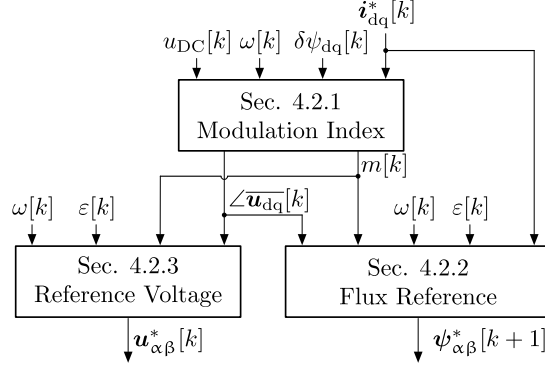 i*dq[k]
uDC[k] ω[k] δψdq[k]
Sec. 4.2.1
Modulation Index
m[k]
∠u̅dq[k]
ω[k] ε[k] ω[k] ε[k]
Sec. 4.2.3
Reference Voltage
Sec. 4.2.2
Flux Reference
u*αβ[k]
ψ*αβ[k + 1]